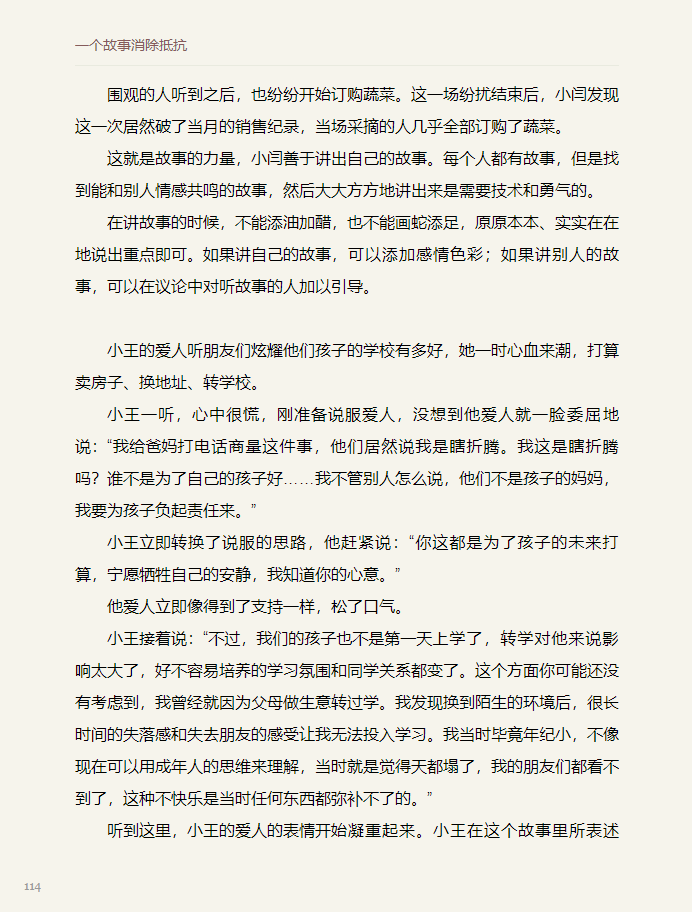 一个故事消除抵抗
围观的人听到之后，也纷纷开始订购蔬菜。这一场纷扰结束后，小闫发现
这一次居然破了当月的销售纪录，当场采摘的人几乎全部订购了蔬菜。
这就是故事的力量，小闫善于讲出自己的故事。每个人都有故事，但是找
到能和别人情感共鸣的故事，然后大大方方地讲出来是需要技术和勇气的。
在讲故事的时候，不能添油加醋，也不能画蛇添足，原原本本、实实在在
地说出重点即可。如果讲自己的故事，可以添加感情色彩；如果讲别人的故
事，可以在议论中对听故事的人加以引导。
小王的爱人听朋友们炫耀他们孩子的学校有多好，她一时心血来潮，打算
卖房子、换地址、转学校。
小王一听，心中很慌，刚准备说服爱人，没想到他爱人就一脸委屈地
说：“我给爸妈打电话商量这件事，他们居然说我是瞎折腾。我这是瞎折腾
吗？谁不是为了自己的孩子好……我不管别人怎么说，他们不是孩子的妈妈，
我要为孩子负起责任来。”
小王立即转换了说服的思路，他赶紧说：“你这都是为了孩子的未来打
算，宁愿牺牲自己的安静，我知道你的心意。”
他爱人立即像得到了支持一样，松了口气。
小王接着说：“不过，我们的孩子也不是第一天上学了，转学对他来说影
响太大了，好不容易培养的学习氛围和同学关系都变了。这个方面你可能还没
有考虑到，我曾经就因为父母做生意转过学。我发现换到陌生的环境后，很长
时间的失落感和失去朋友的感受让我无法投入学习。我当时毕竟年纪小，不像
现在可以用成年人的思维来理解，当时就是觉得天都塌了，我的朋友们都看不
到了，这种不快乐是当时任何东西都弥补不了的。”
听到这里，小王的爱人的表情开始凝重起来。小王在这个故事里所表述
114